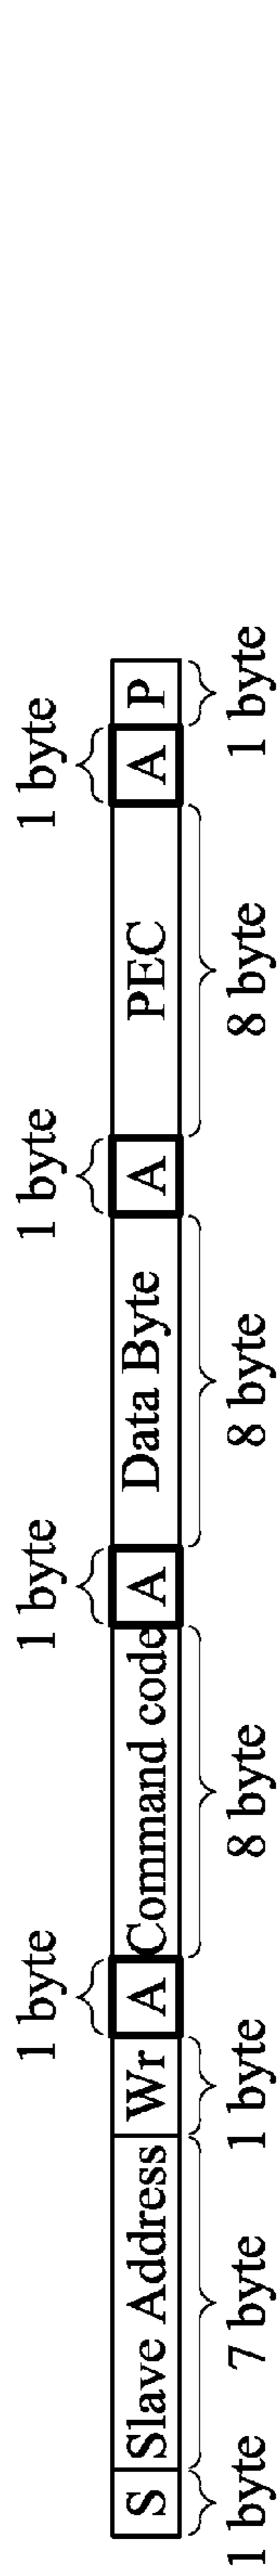 1 byte 1 byte 1 byte 1 byte
S Slave Address Wr A Command code A Data Byte A PEC A P
1 byte 7 byte 1 byte 8 byte 8 byte 8 byte 1 byte